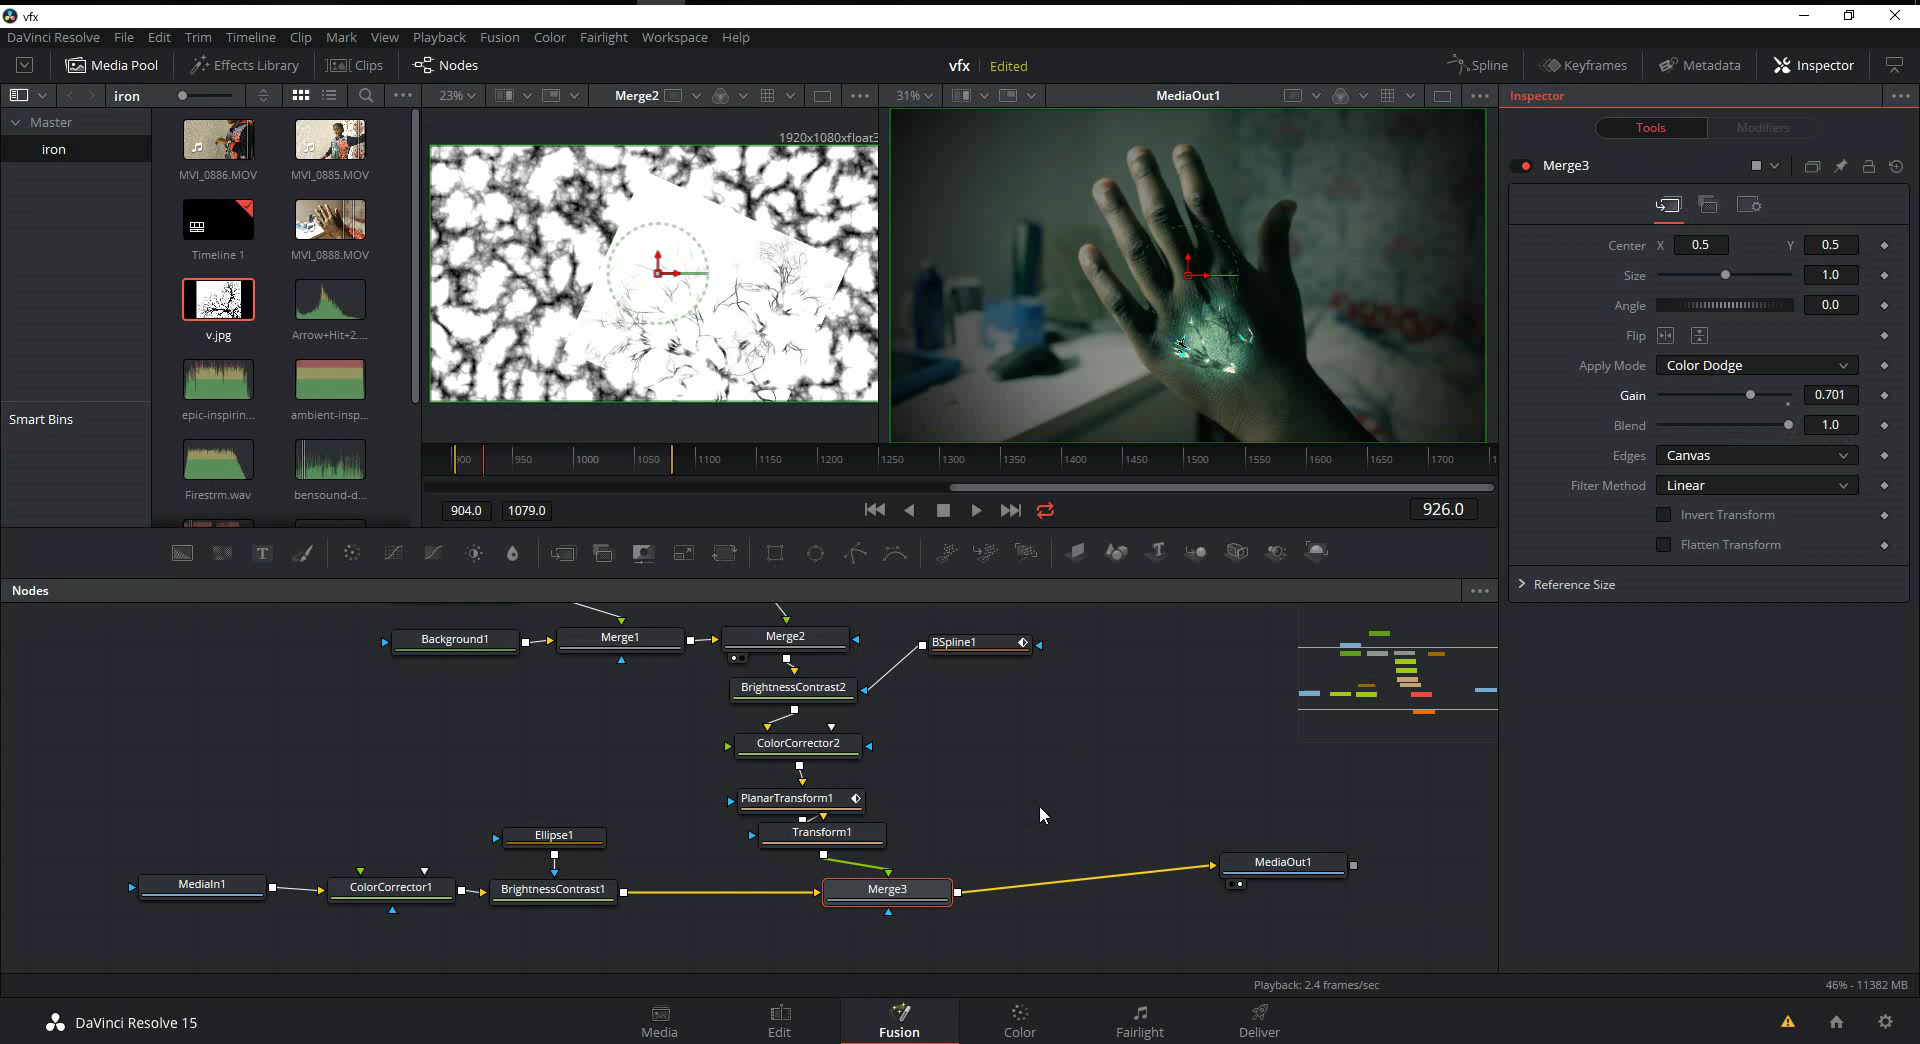 vfx
DaVinci Resolve File Edit Trim Timeline Clip Mark View Playback Fusion Color Fairlight Workspace Help
Media Pool Effects Library Clips Nodes vfx Edited Spline Keyframes Metadata Inspector
iron 23% Merge2 31% MediaOut1 Inspector
Master
iron
Smart Bins
MVI_0886.MOV MVI_0885.MOV
Timeline 1 MVI_0888.MOV
v.jpg Arrow+Hit+2....
epic-inspirin... ambient-insp...
Firestrm.wav bensound-d...
1920x1080xfloat3
900 950 1000 1050 1100 1150 1200 1250 1300 1350 1400 1450 1500 1550 1600 1650 1700 1
904.0 1079.0 926.0
Tools Modifiers
Merge3
Center X 0.5 Y 0.5
Size 1.0
Angle 0.0
Flip
Apply Mode Color Dodge
Gain 0.701
Blend 1.0
Edges Canvas
Filter Method Linear
Invert Transform
Flatten Transform
Reference Size
Nodes
Background1 Merge1 Merge2 BSpline1
BrightnessContrast2
ColorCorrector2
PlanarTransform1
Ellipse1 Transform1
MediaIn1 ColorCorrector1 BrightnessContrast1 Merge3 MediaOut1
Playback: 2.4 frames/sec 46% - 11382 MB
DaVinci Resolve 15 Media Edit Fusion Color Fairlight Deliver